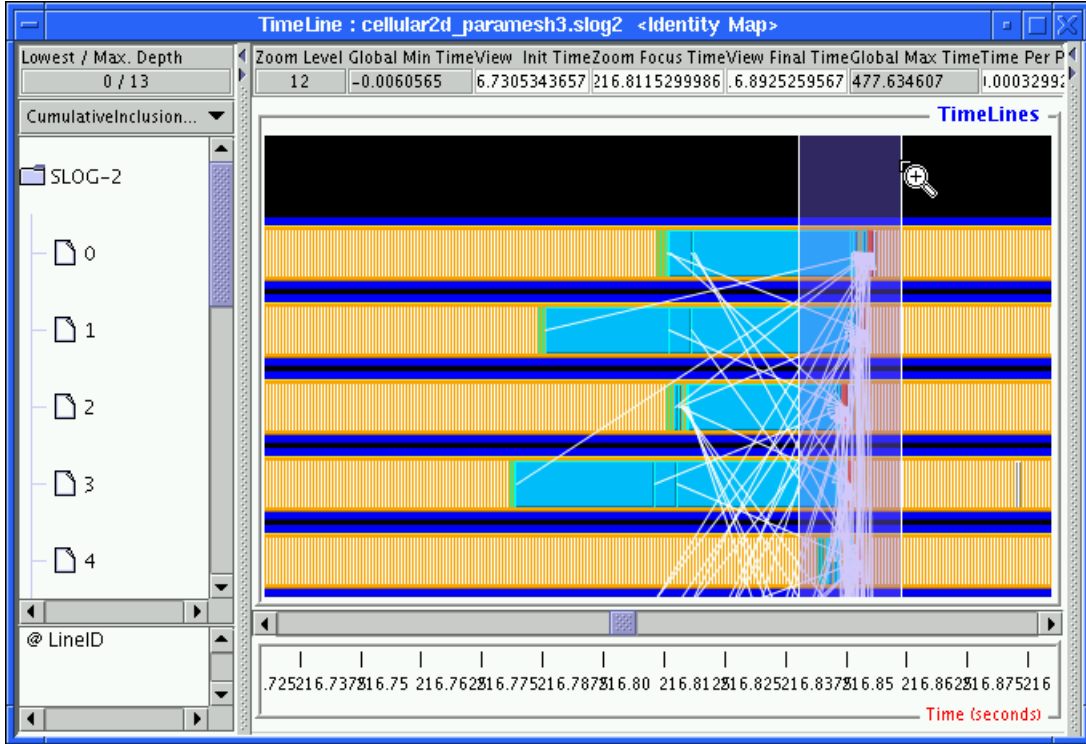 TimeLine : cellular2d_paramesh3.slog2 <Identity Map>
Lowest / Max. Depth
0 / 13
CumulativeInclusion...
SLOG-2
0
1
2
3
4
@ LineID
Zoom Level Global Min Time View Init Time Zoom Focus Time View Final Time Global Max Time Time Per P
12 -0.0060565 6.7305343657 216.8115299986 .6.8925259567 477.634607 .00032992
TimeLines
.725 216.7375 216.75 216.7625 216.775 216.7875 216.80 216.8125 216.825 216.8375 216.85 216.8625 216.875 216
Time (seconds)